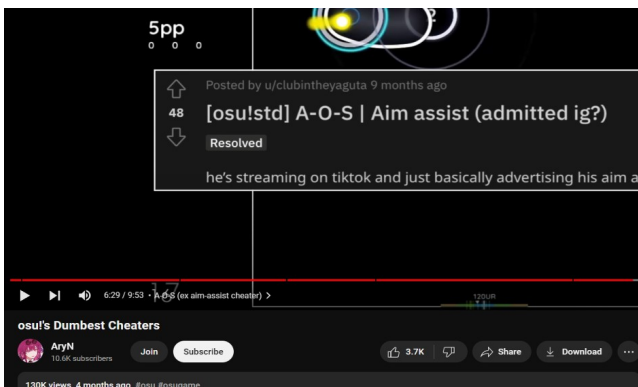 5pp
0 0 0
Posted by u/clubintheyaguta 9 months ago
48
[osu!std] A-O-S | Aim assist (admitted ig?)
Resolved
he's streaming on tiktok and just basically advertising his aim a
6:29 / 9:53 • A-O-S (ex aim-assist cheater) >
120UR
osu!'s Dumbest Cheaters
AryN
10.6K subscribers
Join
Subscribe
3.7K
Share
Download
130K views 4 months ago #osu #osugame